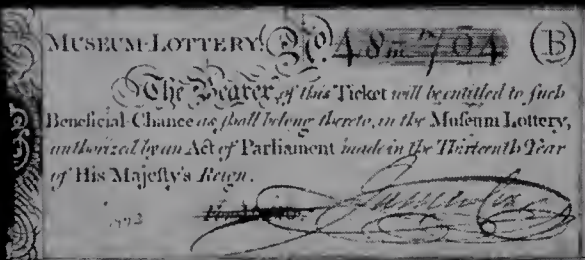 MUSEUM-LOTTERY. No. 48m 704 (B)
The Bearer of this Ticket will be entitled to such
Beneficial Chance as shall belong thereto, in the Museum Lottery,
authorized by an Act of Parliament made in the Thirteenth Year
of His Majesty's Reign.